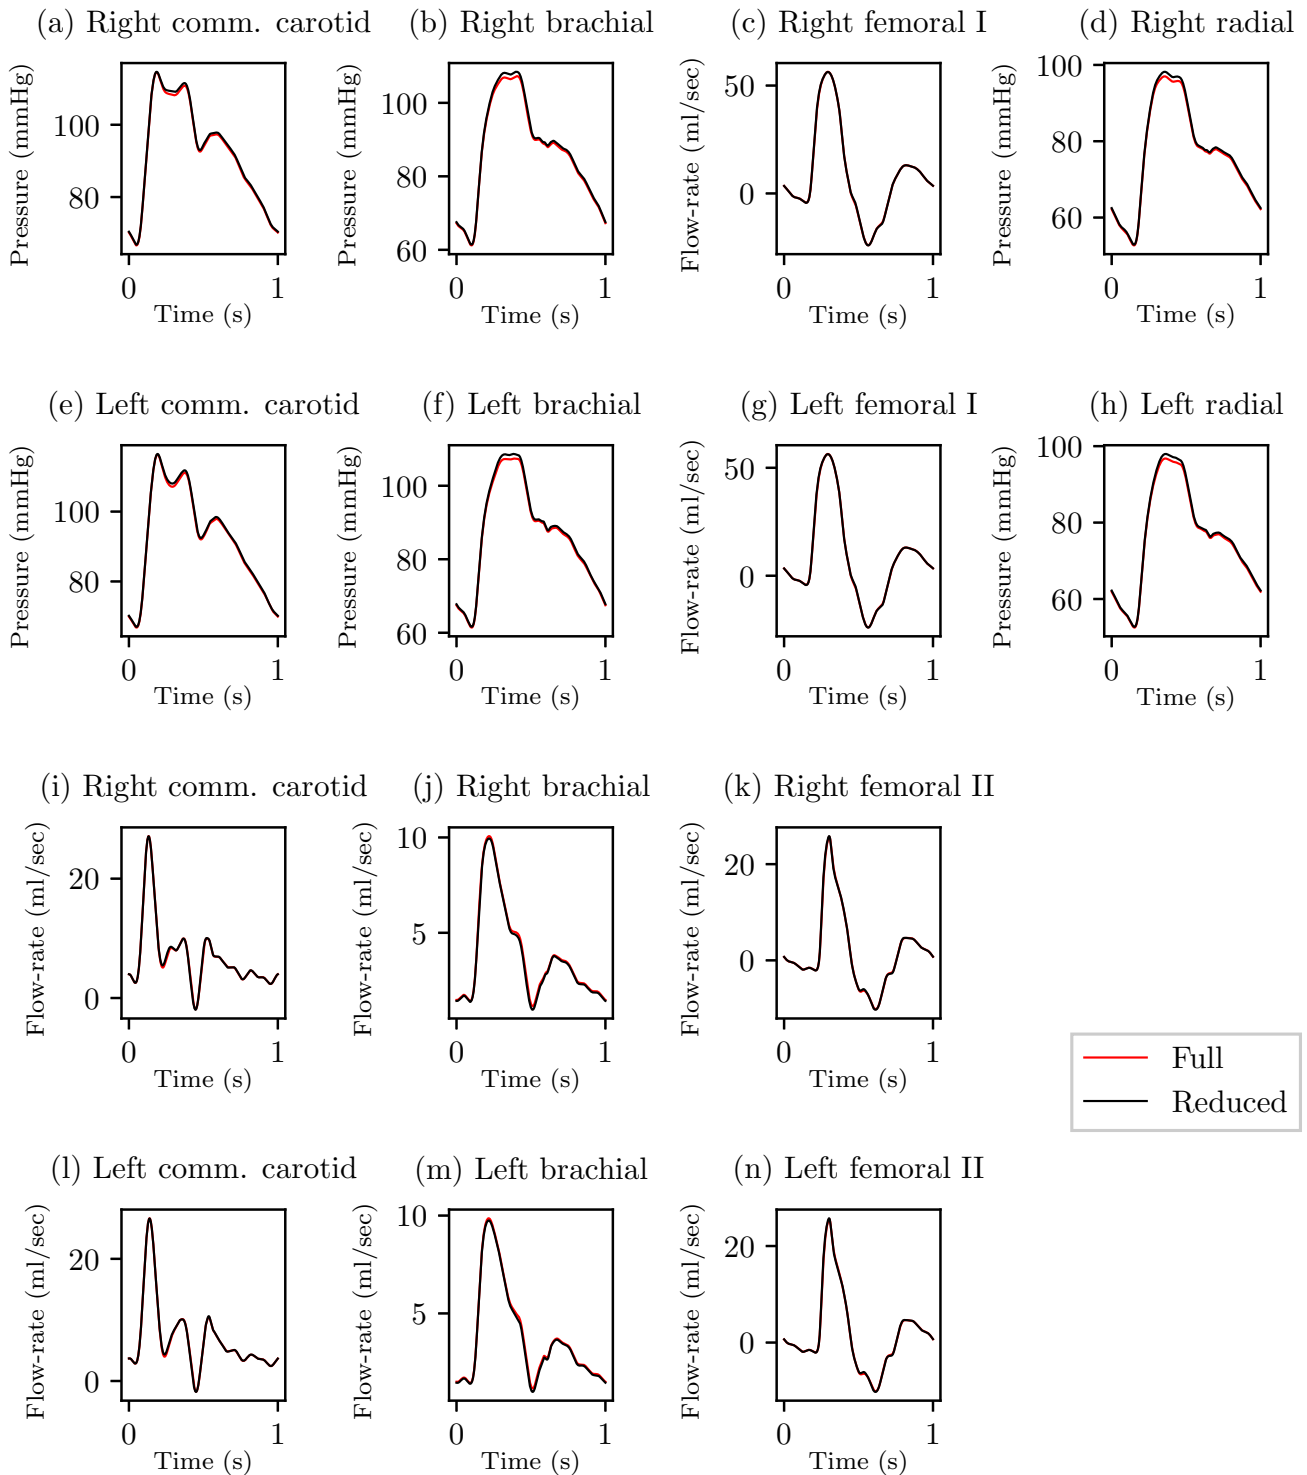 (a) Right comm. carotid
(b) Right brachial
(c) Right femoral I
(d) Right radial
Pressure (mmHg)
100
80
0
1
Time (s)
Pressure (mmHg)
100
80
60
0
1
Time (s)
Flow-rate (ml/sec)
50
0
0
1
Time (s)
Pressure (mmHg)
100
80
60
0
1
Time (s)
(e) Left comm. carotid
(f) Left brachial
(g) Left femoral I
(h) Left radial
Pressure (mmHg)
100
80
0
1
Time (s)
Pressure (mmHg)
100
80
60
0
1
Time (s)
Flow-rate (ml/sec)
50
0
0
1
Time (s)
Pressure (mmHg)
100
80
60
0
1
Time (s)
(i) Right comm. carotid
(j) Right brachial
(k) Right femoral II
Flow-rate (ml/sec)
20
0
0
1
Time (s)
Flow-rate (ml/sec)
10
5
0
1
Time (s)
Flow-rate (ml/sec)
20
0
0
1
Time (s)
Full
Reduced
(l) Left comm. carotid
(m) Left brachial
(n) Left femoral II
Flow-rate (ml/sec)
20
0
0
1
Time (s)
Flow-rate (ml/sec)
10
5
0
1
Time (s)
Flow-rate (ml/sec)
20
0
0
1
Time (s)